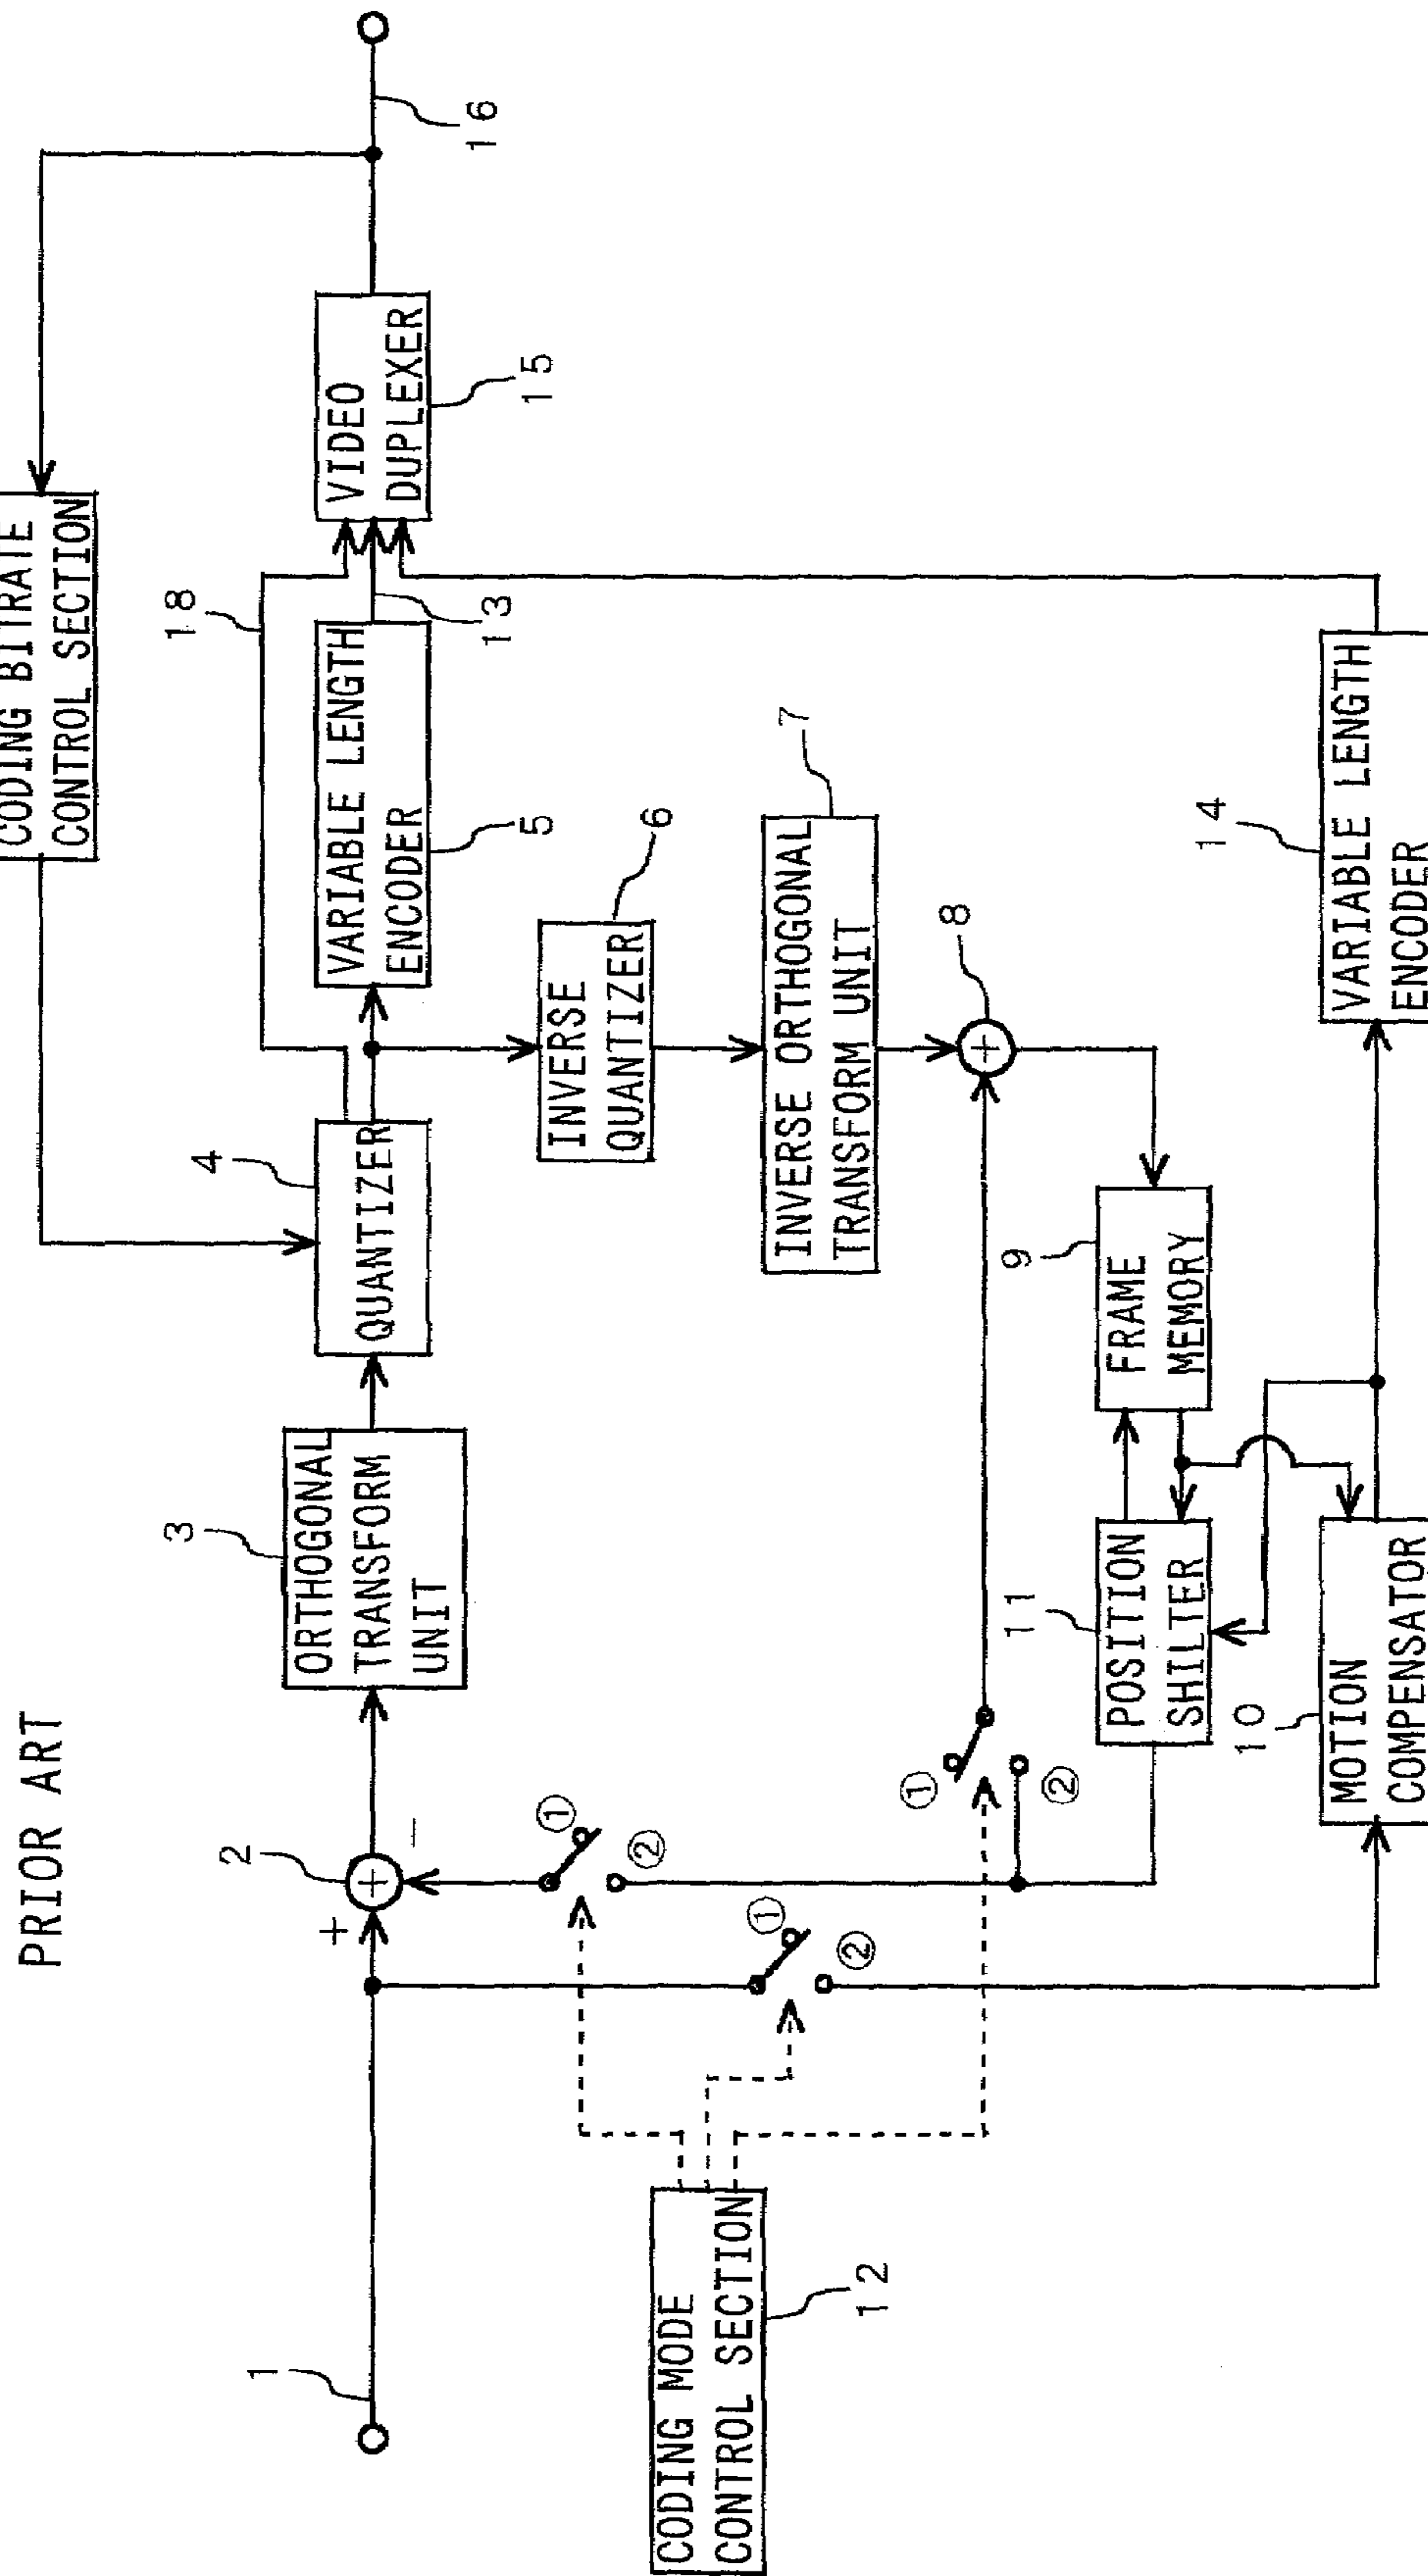 PRIOR ART
CODING BITRATE
CONTROL SECTION
1
2
+
−
3
ORTHOGONAL
TRANSFORM
UNIT
4
QUANTIZER
18
VARIABLE LENGTH
ENCODER
5
13
VIDEO
DUPLEXER
15
16
INVERSE
QUANTIZER
6
INVERSE ORTHOGONAL
TRANSFORM UNIT
7
8
①
②
①
②
①
②
CODING MODE
CONTROL SECTION
12
9
FRAME
MEMORY
11
POSITION
SHILTER
10
MOTION
COMPENSATOR
14
VARIABLE LENGTH
ENCODER